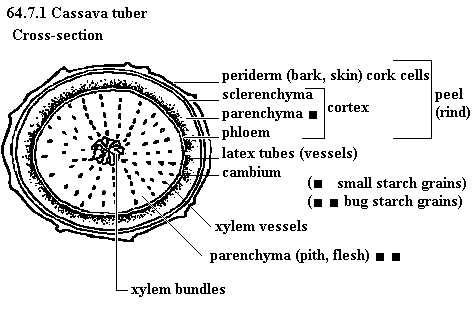 64.7.1 Cassava tuber
Cross-section
periderm (bark, skin) cork cells
sclerenchyma
parenchyma ■
phloem
cortex
peel
(rind)
latex tubes (vessels)
cambium
(■ small starch grains)
(■ ■ bug starch grains)
xylem vessels
parenchyma (pith, flesh) ■ ■
xylem bundles